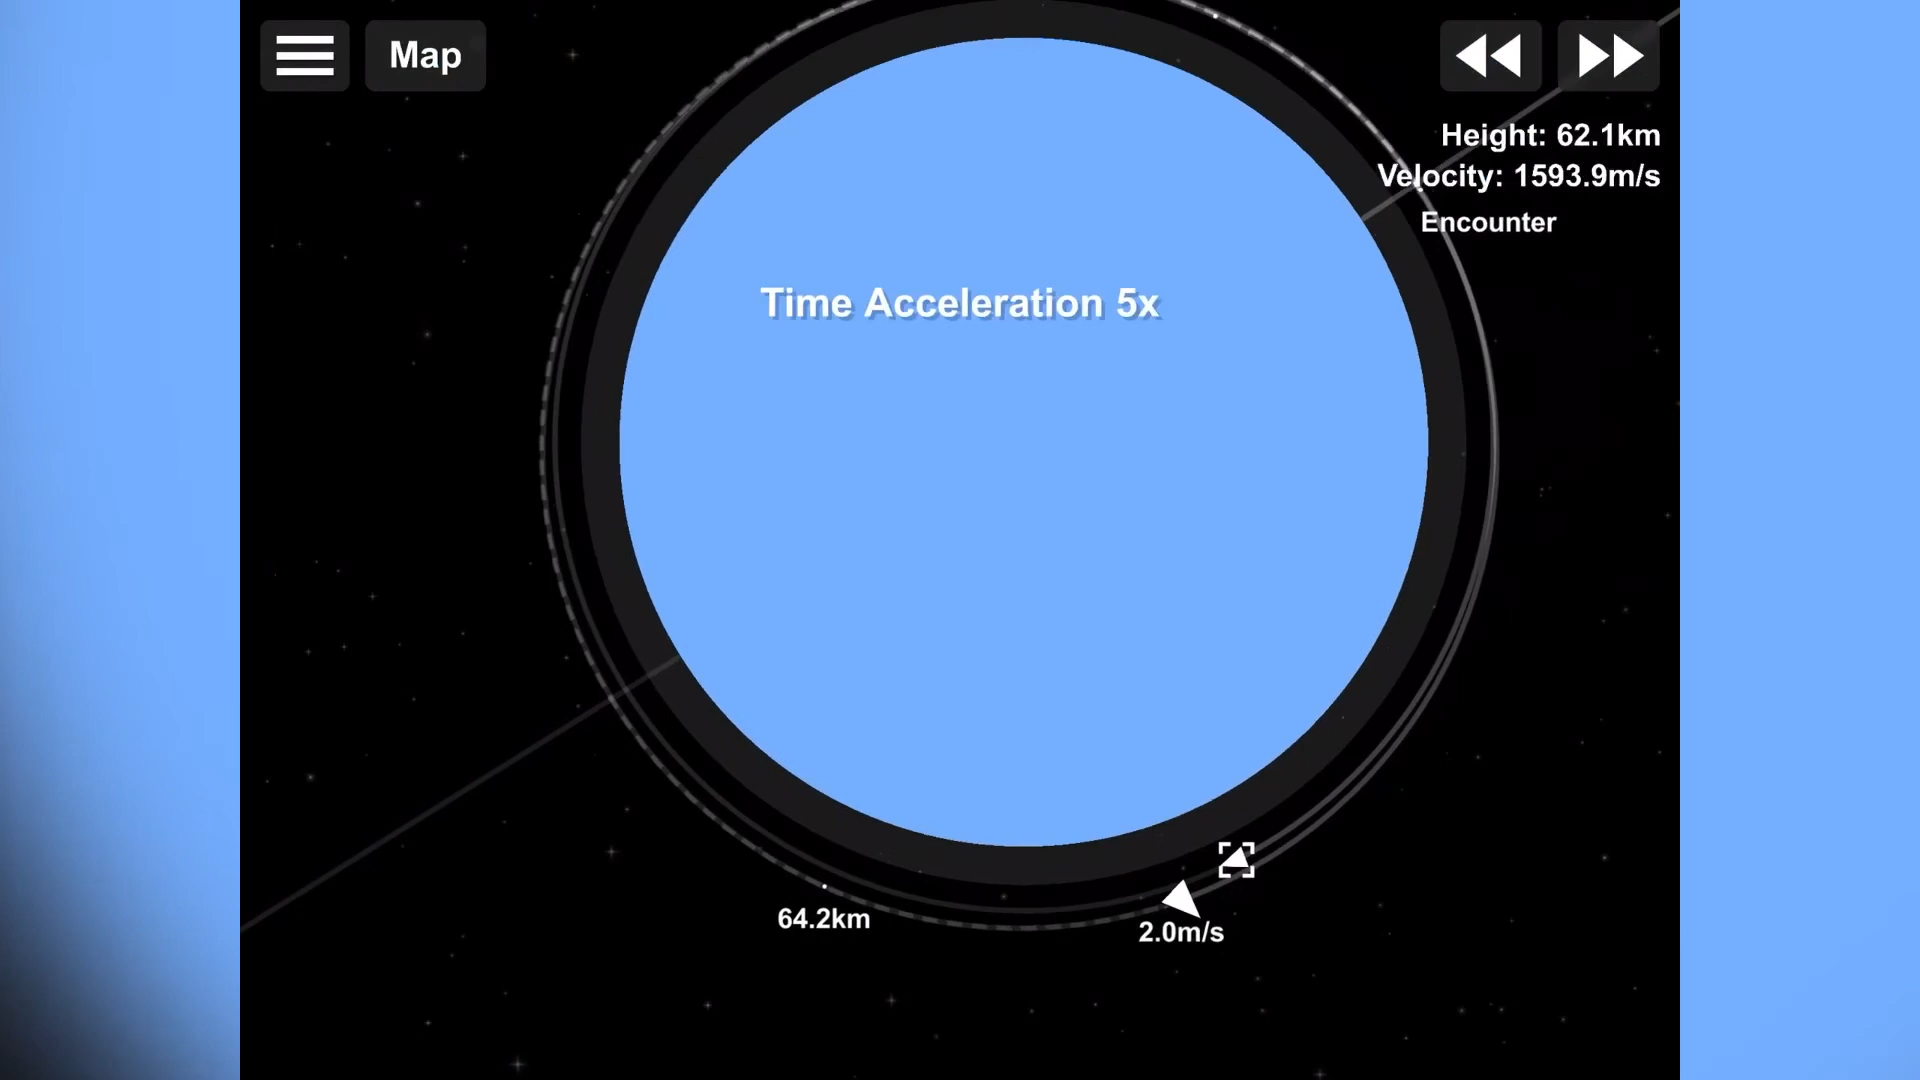 Map
Height: 62.1km
Velocity: 1593.9m/s
Encounter
Time Acceleration 5x
64.2km
2.0m/s